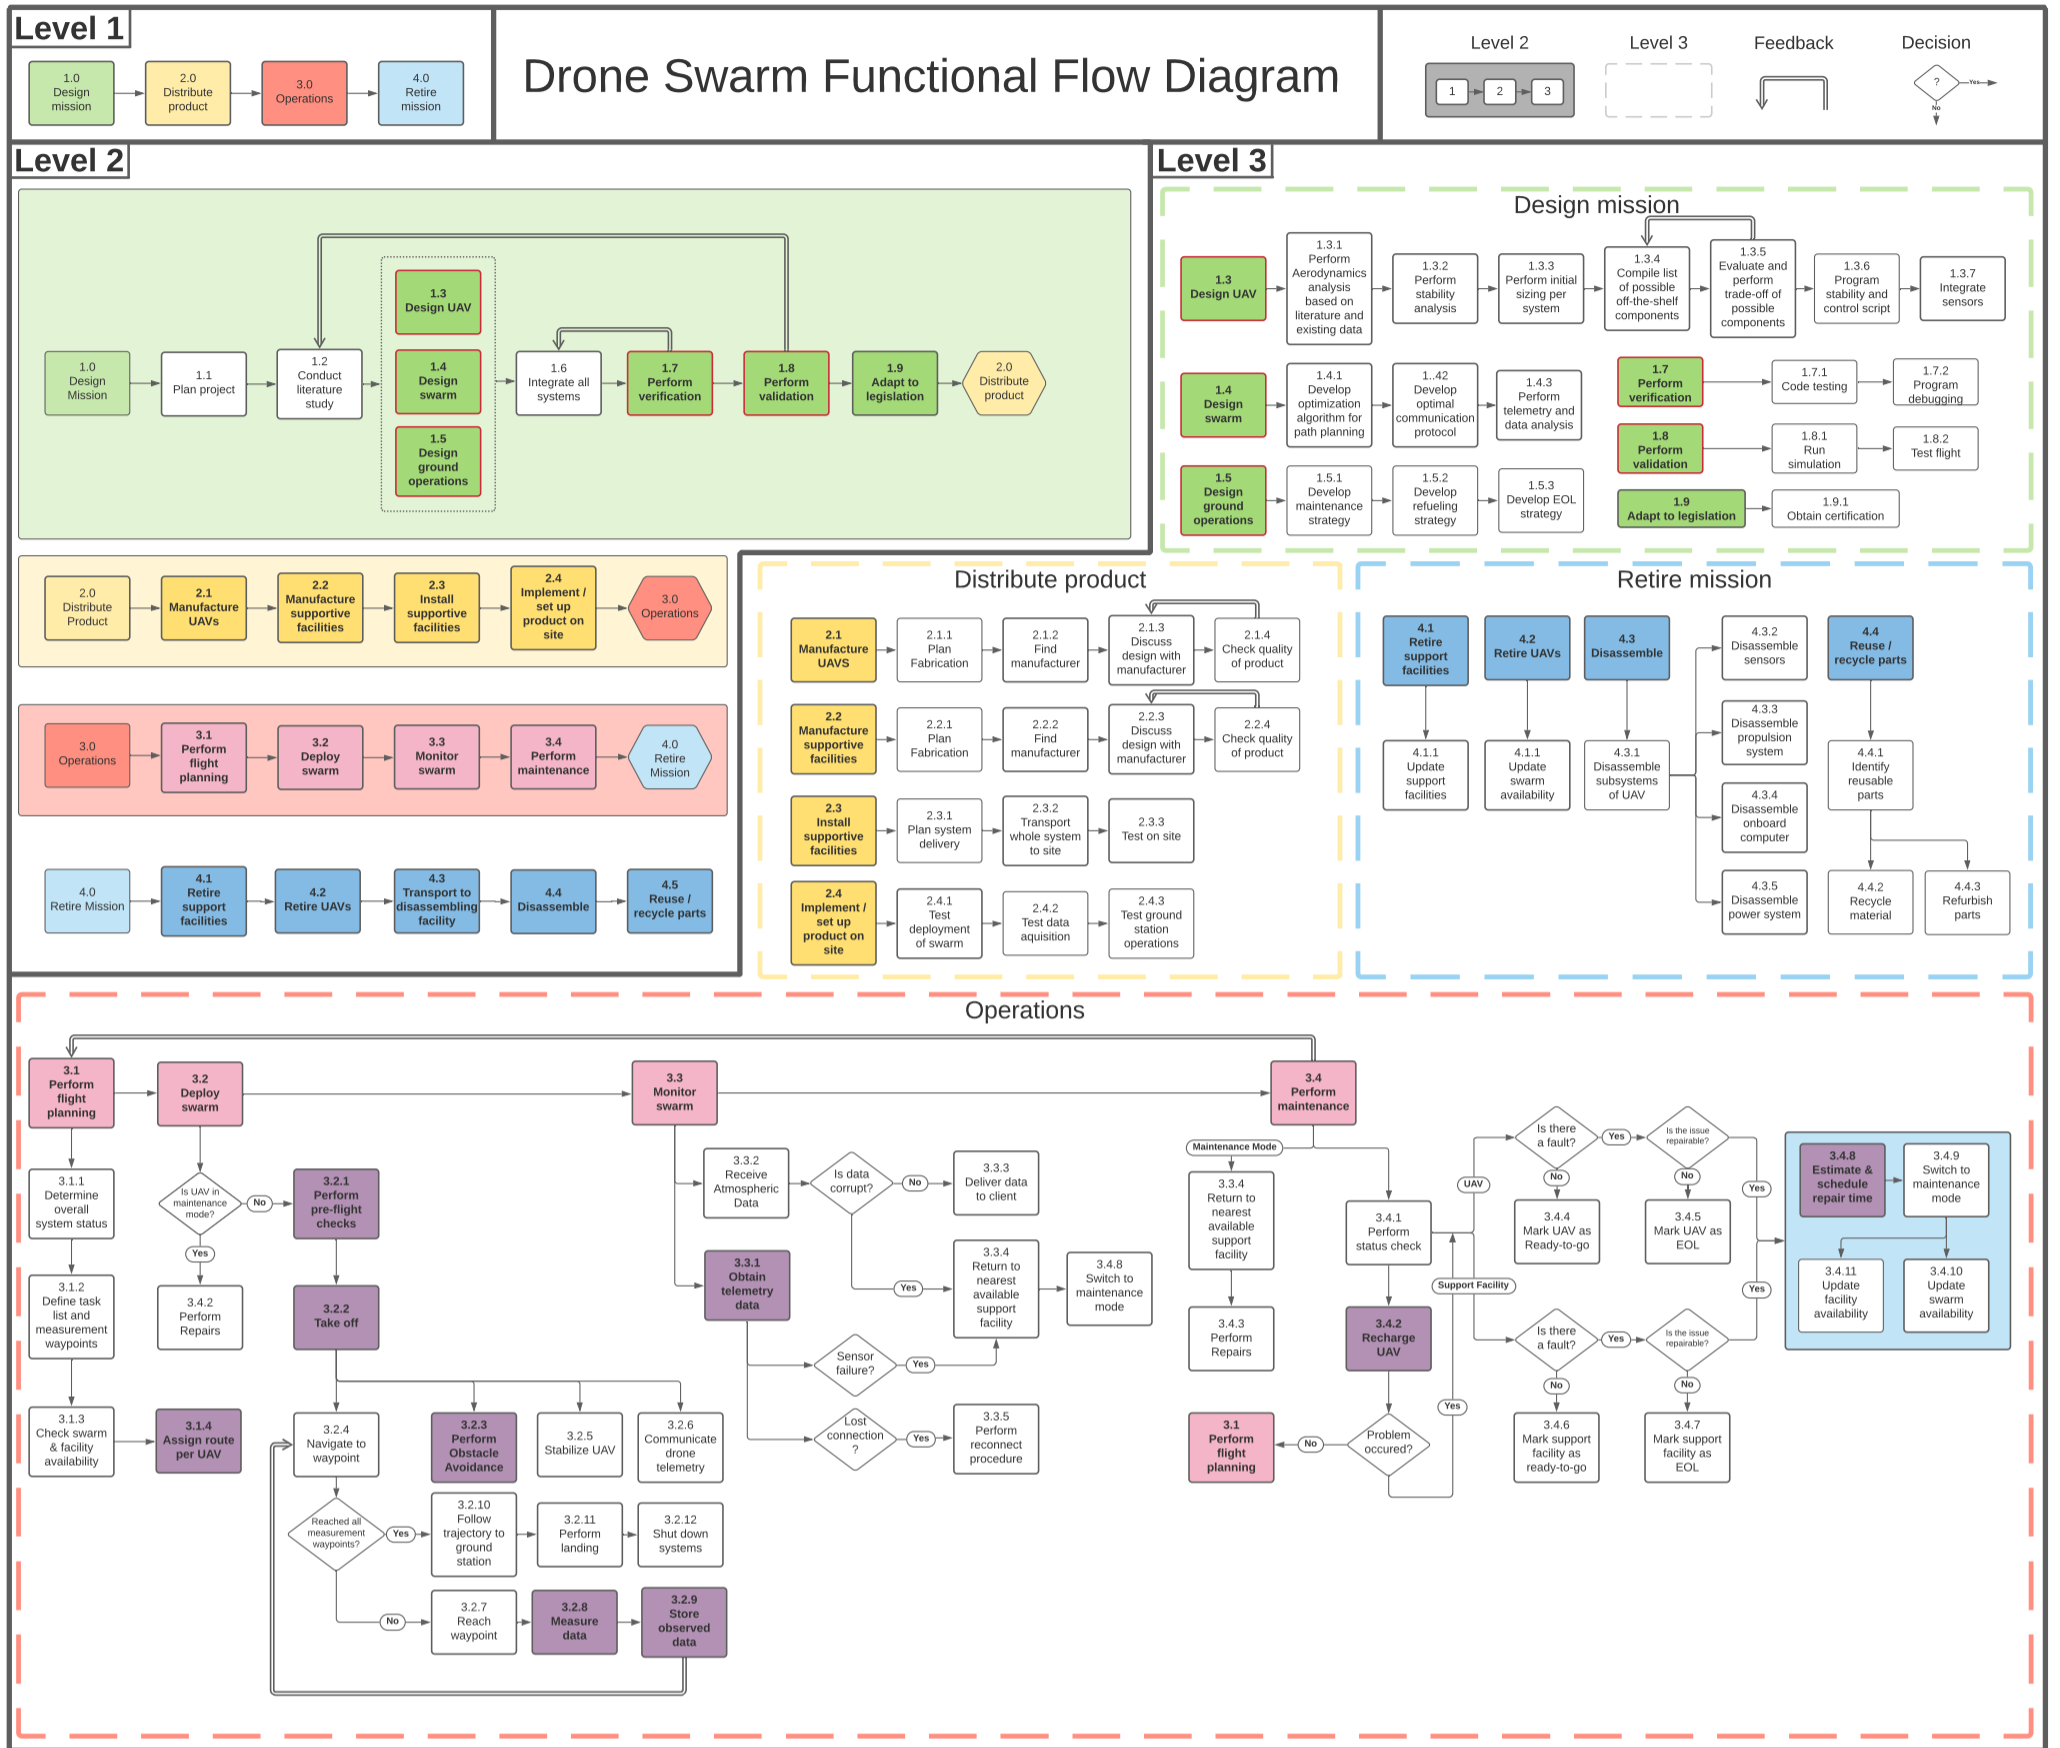 Level 1
1.0
Design
mission
2.0
Distribute
product
3.0
Operations
4.0
Retire
mission
Drone Swarm Functional Flow Diagram
Level 2
1
2
3
Level 3
Feedback
Decision
?
Yes
No
Level 2
1.0
Design
Mission
1.1
Plan project
1.2
Conduct
literature
study
1.3
Design UAV
1.4
Design
swarm
1.5
Design
ground
operations
1.6
Integrate all
systems
1.7
Perform
verification
1.8
Perform
validation
1.9
Adapt to
legislation
2.0
Distribute
product
2.0
Distribute
Product
2.1
Manufacture
UAVs
2.2
Manufacture
supportive
facilities
2.3
Install
supportive
facilities
2.4
Implement /
set up
product on
site
3.0
Operations
3.0
Operations
3.1
Perform
flight
planning
3.2
Deploy
swarm
3.3
Monitor
swarm
3.4
Perform
maintenance
4.0
Retire
Mission
4.0
Retire Mission
4.1
Retire
support
facilities
4.2
Retire UAVs
4.3
Transport to
disassembling
facility
4.4
Disassemble
4.5
Reuse /
recycle parts
Level 3
Design mission
1.3
Design UAV
1.3.1
Perform
Aerodynamics
analysis
based on
literature and
existing data
1.3.2
Perform
stability
analysis
1.3.3
Perform initial
sizing per
system
1.3.4
Compile list
of possible
off-the-shelf
components
1.3.5
Evaluate and
perform
trade-off of
possible
components
1.3.6
Program
stability and
control script
1.3.7
Integrate
sensors
1.4
Design
swarm
1.4.1
Develop
optimization
algorithm for
path planning
1..42
Develop
optimal
communication
protocol
1.4.3
Perform
telemetry and
data analysis
1.5
Design
ground
operations
1.5.1
Develop
maintenance
strategy
1.5.2
Develop
refueling
strategy
1.5.3
Develop EOL
strategy
1.7
Perform
verification
1.7.1
Code testing
1.7.2
Program
debugging
1.8
Perform
validation
1.8.1
Run
simulation
1.8.2
Test flight
1.9
Adapt to legislation
1.9.1
Obtain certification
Distribute product
2.1
Manufacture
UAVS
2.1.1
Plan
Fabrication
2.1.2
Find
manufacturer
2.1.3
Discuss
design with
manufacturer
2.1.4
Check quality
of product
2.2
Manufacture
supportive
facilities
2.2.1
Plan
Fabrication
2.2.2
Find
manufacturer
2.2.3
Discuss
design with
manufacturer
2.2.4
Check quality
of product
2.3
Install
supportive
facilities
2.3.1
Plan system
delivery
2.3.2
Transport
whole system
to site
2.3.3
Test on site
2.4
Implement /
set up
product on
site
2.4.1
Test
deployment
of swarm
2.4.2
Test data
aquisition
2.4.3
Test ground
station
operations
Retire mission
4.1
Retire
support
facilities
4.2
Retire UAVs
4.3
Disassemble
4.4
Reuse /
recycle parts
4.1.1
Update
support
facilities
4.1.1
Update
swarm
availability
4.3.1
Disassemble
subsystems
of UAV
4.3.2
Disassemble
sensors
4.3.3
Disassemble
propulsion
system
4.3.4
Disassemble
onboard
computer
4.3.5
Disassemble
power system
4.4.1
Identify
reusable
parts
4.4.2
Recycle
material
4.4.3
Refurbish
parts
Operations
3.1
Perform
flight
planning
3.1.1
Determine
overall
system status
3.1.2
Define task
list and
measurement
waypoints
3.1.3
Check swarm
& facility
availability
3.1.4
Assign route
per UAV
3.2
Deploy
swarm
Is UAV in
maintenance
mode?
No
Yes
3.4.2
Perform
Repairs
3.2.1
Perform
pre-flight
checks
3.2.2
Take off
3.2.4
Navigate to
waypoint
3.2.3
Perform
Obstacle
Avoidance
3.2.5
Stabilize UAV
3.2.6
Communicate
drone
telemetry
Reached all
measurement
waypoints?
Yes
3.2.10
Follow
trajectory to
ground
station
3.2.11
Perform
landing
3.2.12
Shut down
systems
No
3.2.7
Reach
waypoint
3.2.8
Measure
data
3.2.9
Store
observed
data
3.3
Monitor
swarm
3.3.2
Receive
Atmospheric
Data
Is data
corrupt?
No
3.3.3
Deliver data
to client
Yes
3.3.4
Return to
nearest
available
support
facility
3.4.8
Switch to
maintenance
mode
3.3.1
Obtain
telemetry
data
Sensor
failure?
Yes
Lost
connection
?
Yes
3.3.5
Perform
reconnect
procedure
3.4
Perform
maintenance
Maintenance Mode
3.3.4
Return to
nearest
available
support
facility
3.4.3
Perform
Repairs
3.4.1
Perform
status check
3.4.2
Recharge
UAV
Problem
occured?
No
3.1
Perform
flight
planning
Yes
UAV
Support Facility
Is there
a fault?
Yes
Is the issue
repairable?
Yes
No
3.4.4
Mark UAV as
Ready-to-go
No
3.4.5
Mark UAV as
EOL
Is there
a fault?
Yes
Is the issue
repairable?
Yes
No
3.4.6
Mark support
facility as
ready-to-go
No
3.4.7
Mark support
facility as
EOL
3.4.8
Estimate &
schedule
repair time
3.4.9
Switch to
maintenance
mode
3.4.11
Update
facility
availability
3.4.10
Update
swarm
availability